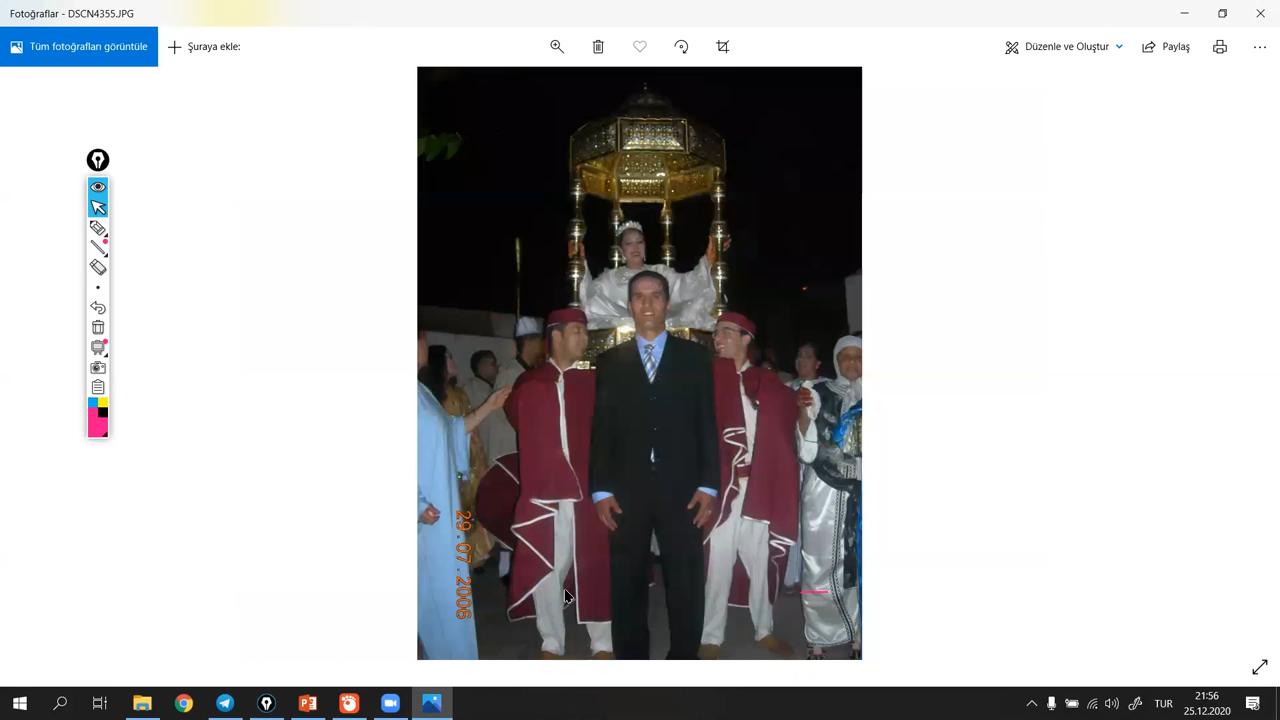 Fotoğraflar - DSCN4355.JPG
Tüm fotoğrafları görüntüle
Şuraya ekle:
Düzenle ve Oluştur
Paylaş
29.07.2006
TUR
21:56
25.12.2020